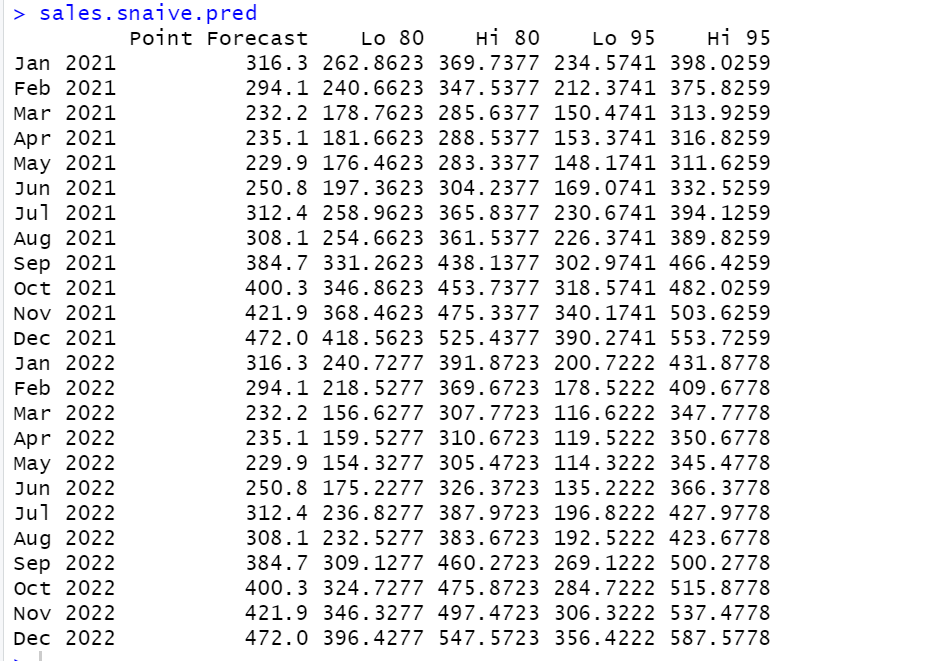 > sales.snaive.pred
Point Forecast Lo 80 Hi 80 Lo 95 Hi 95
Jan 2021 316.3 262.8623 369.7377 234.5741 398.0259
Feb 2021 294.1 240.6623 347.5377 212.3741 375.8259
Mar 2021 232.2 178.7623 285.6377 150.4741 313.9259
Apr 2021 235.1 181.6623 288.5377 153.3741 316.8259
May 2021 229.9 176.4623 283.3377 148.1741 311.6259
Jun 2021 250.8 197.3623 304.2377 169.0741 332.5259
Jul 2021 312.4 258.9623 365.8377 230.6741 394.1259
Aug 2021 308.1 254.6623 361.5377 226.3741 389.8259
Sep 2021 384.7 331.2623 438.1377 302.9741 466.4259
Oct 2021 400.3 346.8623 453.7377 318.5741 482.0259
Nov 2021 421.9 368.4623 475.3377 340.1741 503.6259
Dec 2021 472.0 418.5623 525.4377 390.2741 553.7259
Jan 2022 316.3 240.7277 391.8723 200.7222 431.8778
Feb 2022 294.1 218.5277 369.6723 178.5222 409.6778
Mar 2022 232.2 156.6277 307.7723 116.6222 347.7778
Apr 2022 235.1 159.5277 310.6723 119.5222 350.6778
May 2022 229.9 154.3277 305.4723 114.3222 345.4778
Jun 2022 250.8 175.2277 326.3723 135.2222 366.3778
Jul 2022 312.4 236.8277 387.9723 196.8222 427.9778
Aug 2022 308.1 232.5277 383.6723 192.5222 423.6778
Sep 2022 384.7 309.1277 460.2723 269.1222 500.2778
Oct 2022 400.3 324.7277 475.8723 284.7222 515.8778
Nov 2022 421.9 346.3277 497.4723 306.3222 537.4778
Dec 2022 472.0 396.4277 547.5723 356.4222 587.5778
>